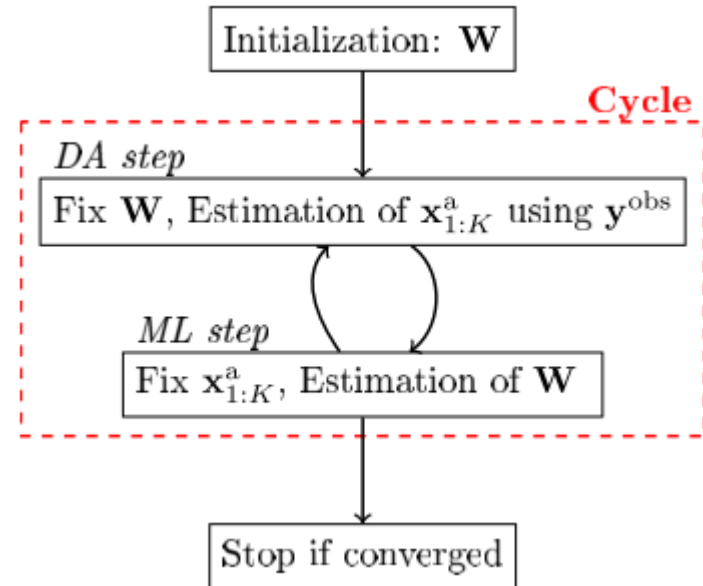 Initialization: W
Cycle
DA step
Fix W, Estimation of x^a_{1:K} using y^obs
ML step
Fix x^a_{1:K}, Estimation of W
Stop if converged